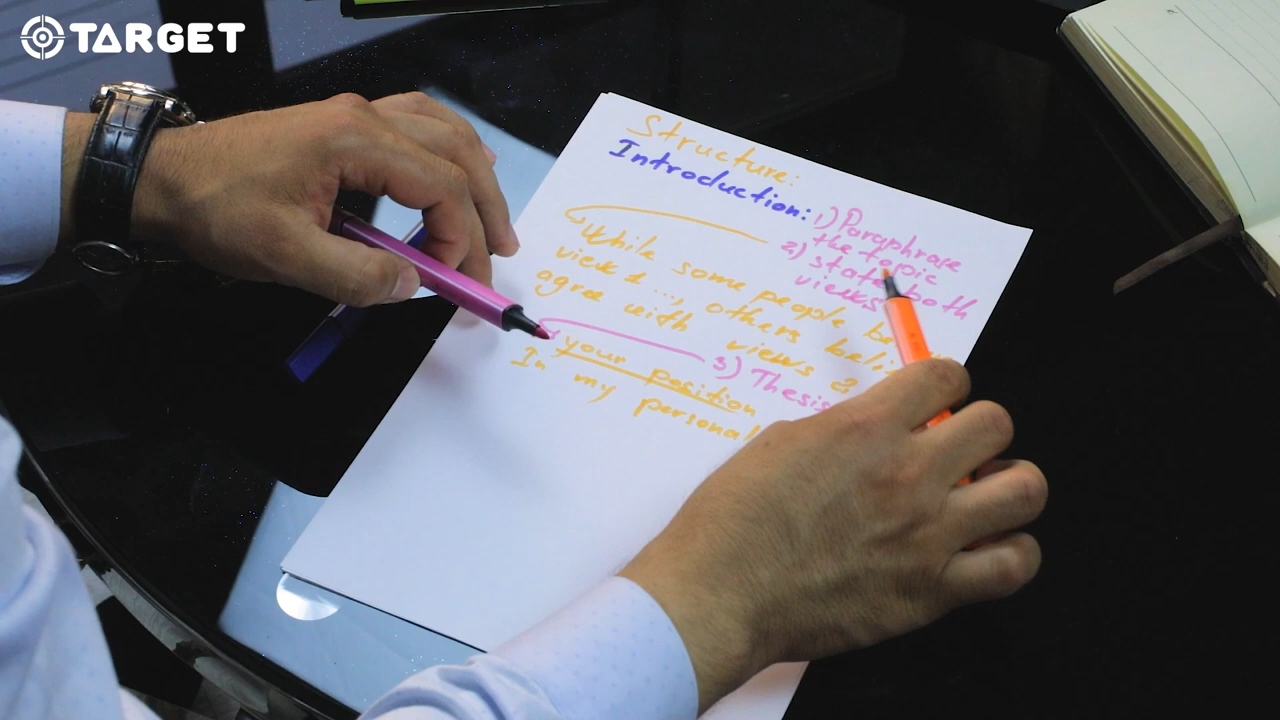 TARGET
Structure:
Introduction: 1) Paraphrase
the topic
2) state both
views
While some people be
view 1 ..., others beli
agree with views 2
3) Thesis
your position
In my personal